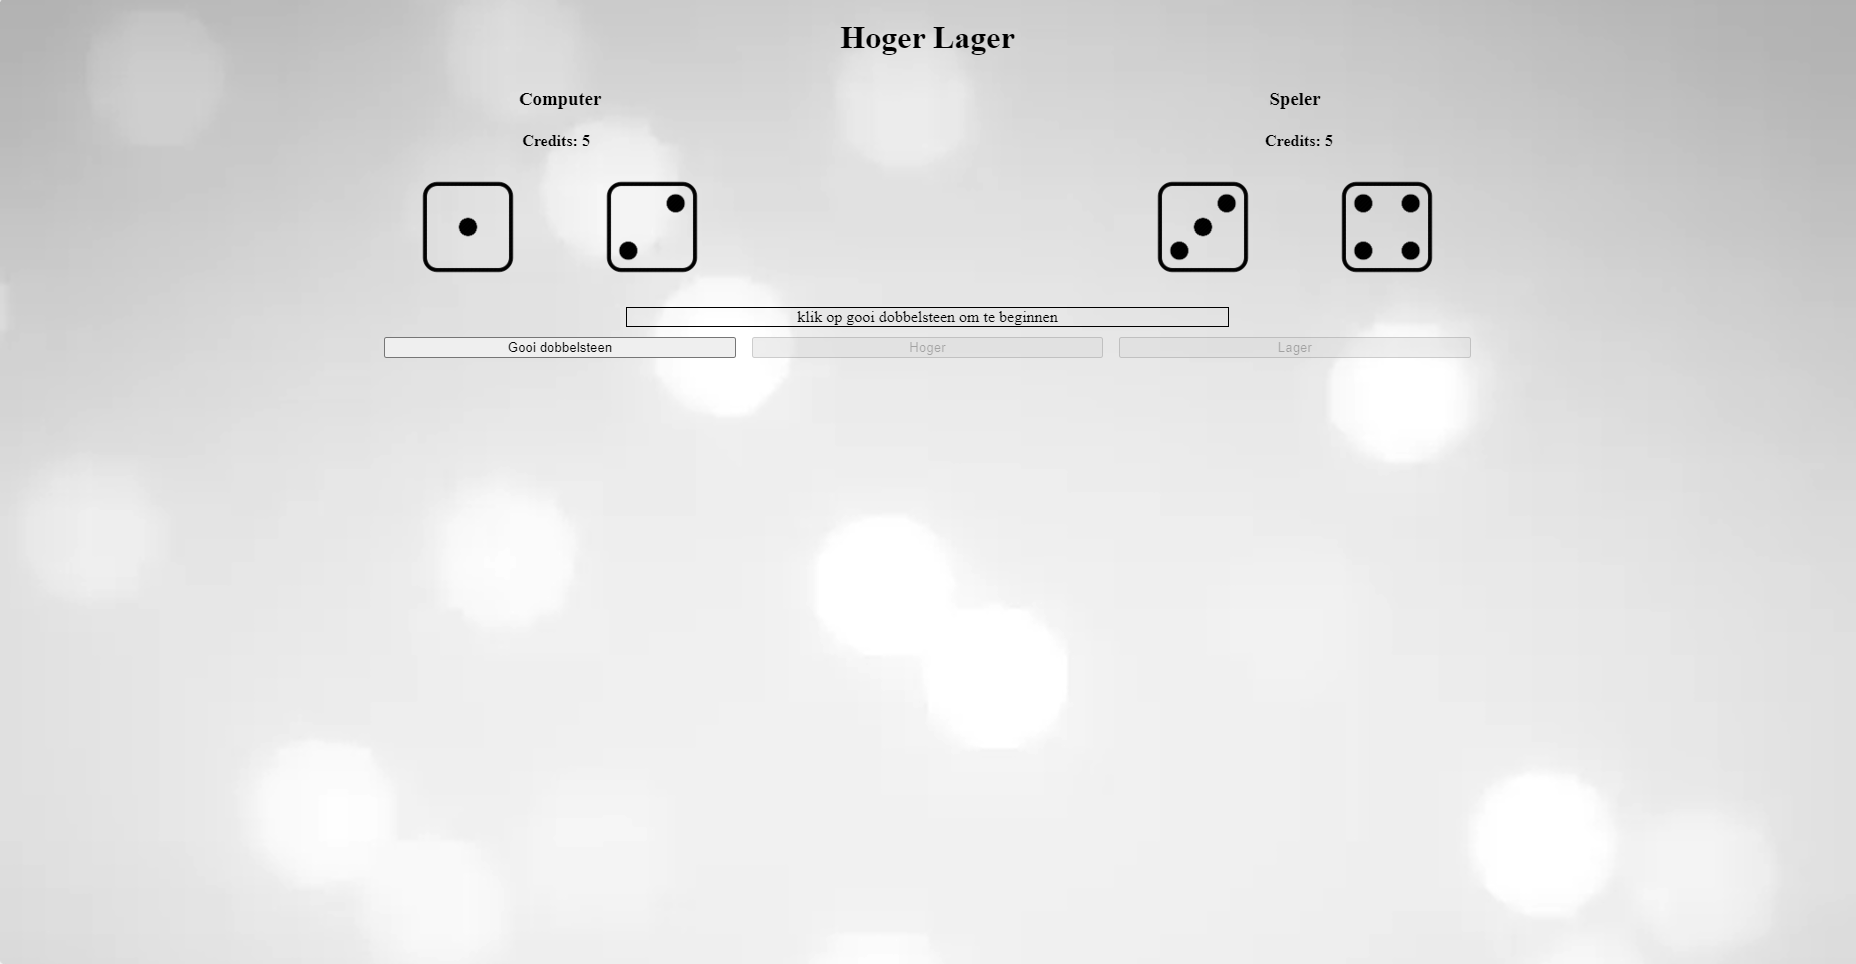 Hoger Lager
Computer
Speler
Credits: 5
Credits: 5
klik op gooi dobbelsteen om te beginnen
Gooi dobbelsteen
Hoger
Lager